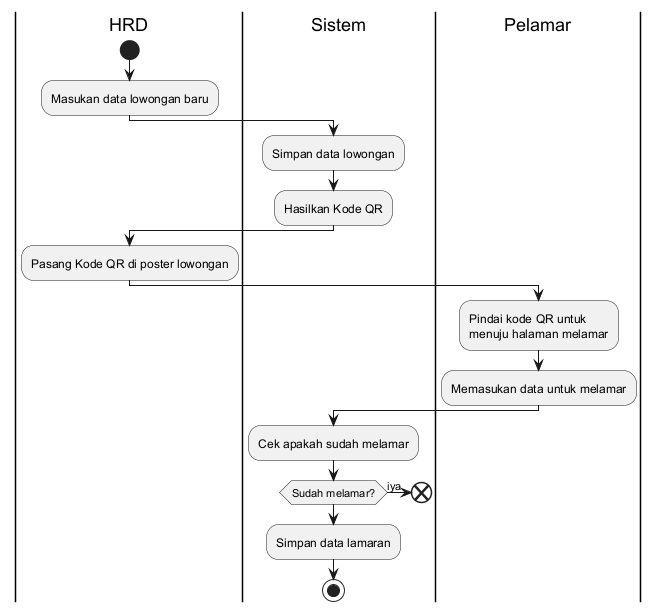 HRD
Sistem
Pelamar
Masukan data lowongan baru
Simpan data lowongan
Hasilkan Kode QR
Pasang Kode QR di poster lowongan
Pindai kode QR untuk
menuju halaman melamar
Memasukan data untuk melamar
Cek apakah sudah melamar
Sudah melamar?
iya
Simpan data lamaran